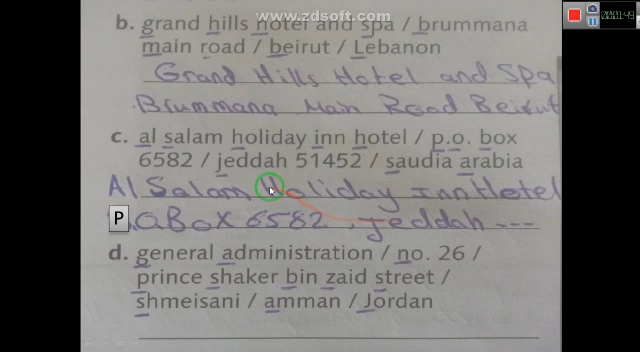 www.zdsoft.com
b. grand hills hotel and spa / brummana
main road / beirut / Lebanon
Grand Hills Hotel and Spa
Brummana Main Road Beirut
c. al salam holiday inn hotel / p.o. box
6582 / jeddah 51452 / saudia arabia
Al Salam Holiday Inn Hotel
P.O Box 6582 . Jeddah ---
d. general administration / no. 26 /
prince shaker bin zaid street /
shmeisani / amman / Jordan